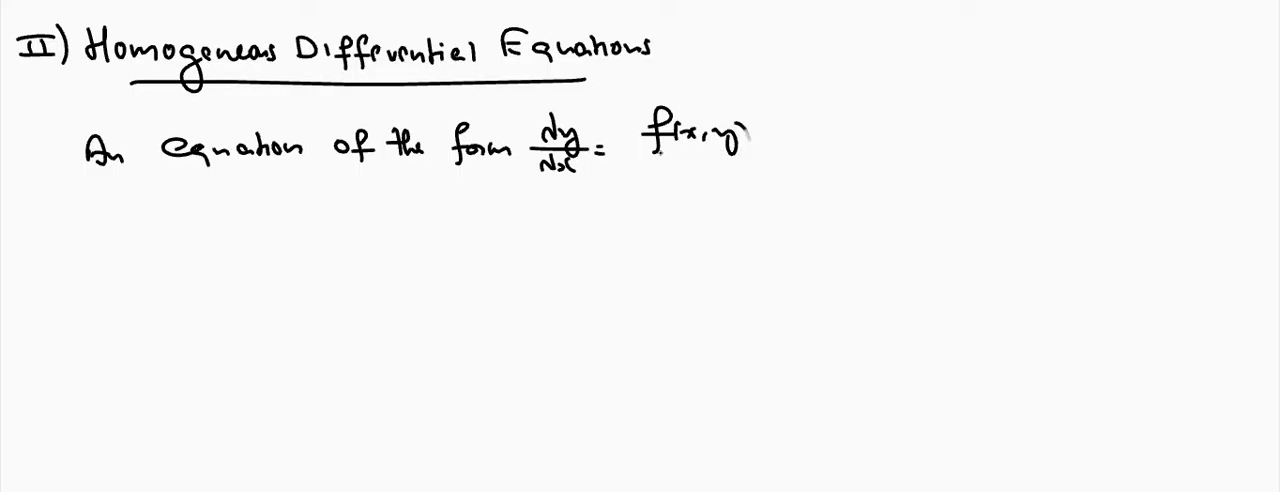 II) Homogeneous Differential Equations
An equation of the form dy/dx = f(x,y)